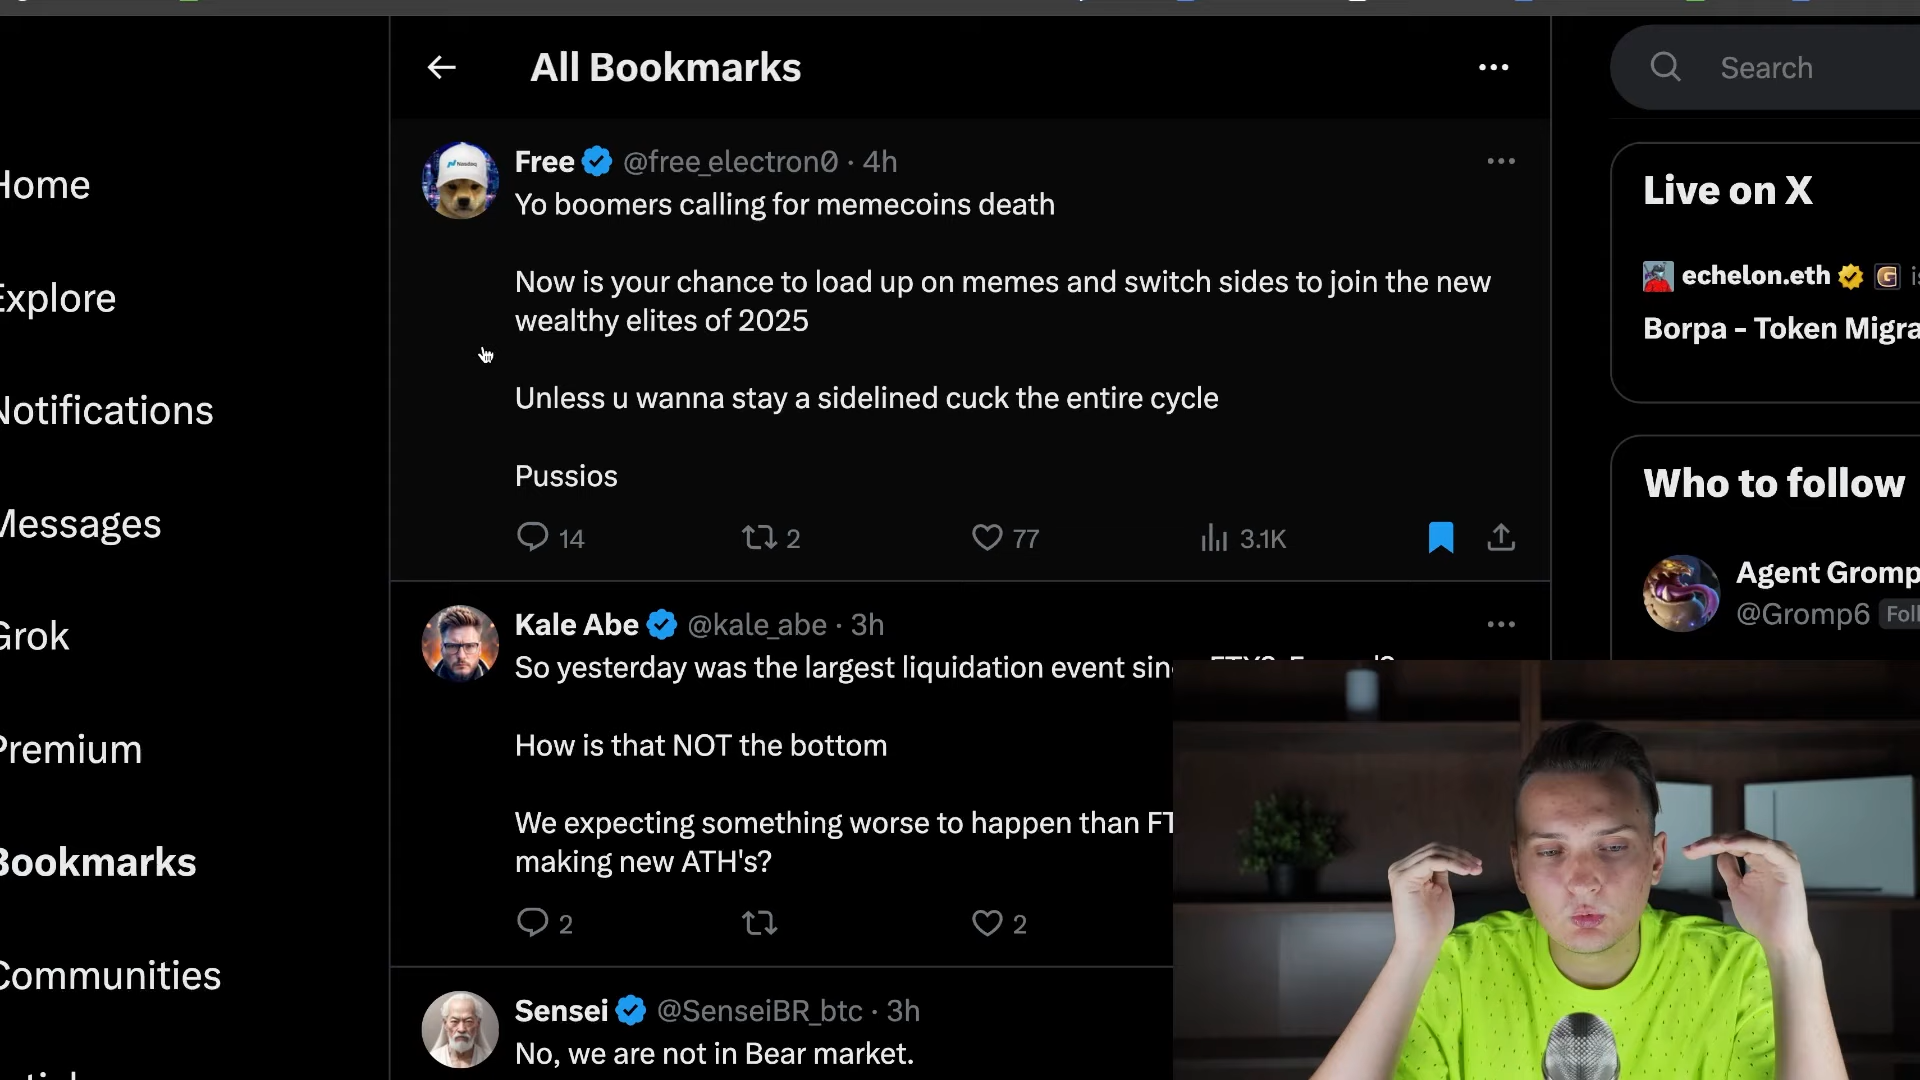 All Bookmarks
Search
Home
Explore
Notifications
Messages
Grok
Premium
Bookmarks
Communities
Free @free_electron0 · 4h
Yo boomers calling for memecoins death
Now is your chance to load up on memes and switch sides to join the new
wealthy elites of 2025
Unless u wanna stay a sidelined cuck the entire cycle
Pussios
14 2 77 3.1K
Kale Abe @kale_abe · 3h
So yesterday was the largest liquidation event
How is that NOT the bottom
We expecting something worse to happen than
making new ATH's?
2 2
Sensei @SenseiBR_btc · 3h
No, we are not in Bear market.
Live on X
echelon.eth
Borpa - Token
Who to follow
Agent Gromp
@Gromp6